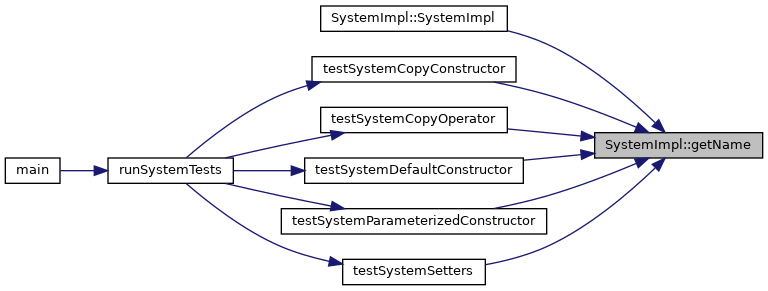 SystemImpl::SystemImpl
testSystemCopyConstructor
testSystemCopyOperator
SystemImpl::getName
main
runSystemTests
testSystemDefaultConstructor
testSystemParameterizedConstructor
testSystemSetters